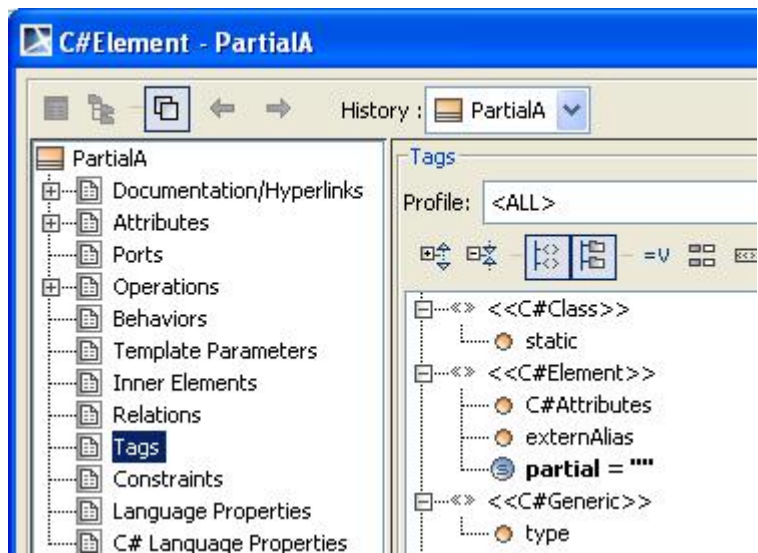 C#Element - PartialA
History : PartialA
PartialA
Documentation/Hyperlinks
Attributes
Ports
Operations
Behaviors
Template Parameters
Inner Elements
Relations
Tags
Constraints
Language Properties
C# Language Properties
Tags
Profile: <ALL>
=V
<<C#Class>>
static
<<C#Element>>
C#Attributes
externAlias
partial = ""
<<C#Generic>>
type